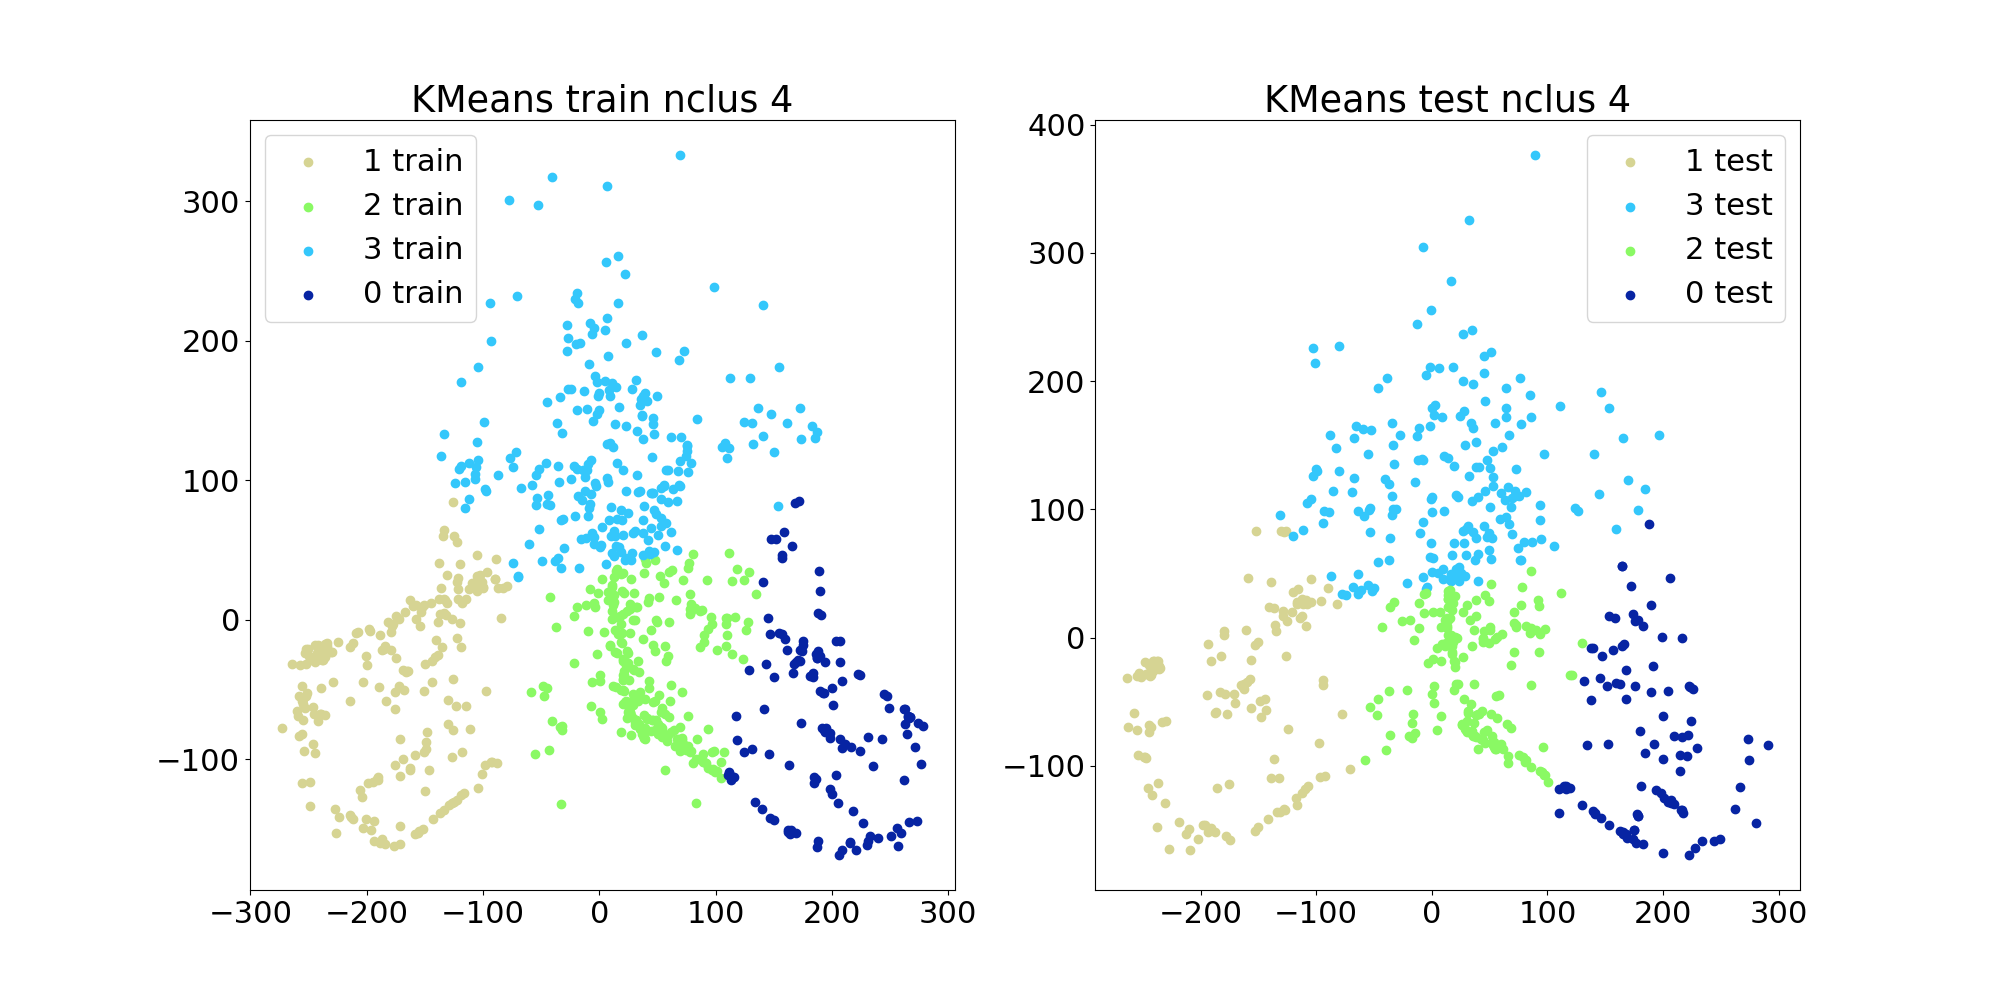 KMeans train nclus 4
1 train
2 train
3 train
0 train
300
200
100
0
−100
−300 −200 −100 0 100 200 300
KMeans test nclus 4
1 test
3 test
2 test
0 test
400
300
200
100
0
−100
−200 −100 0 100 200 300